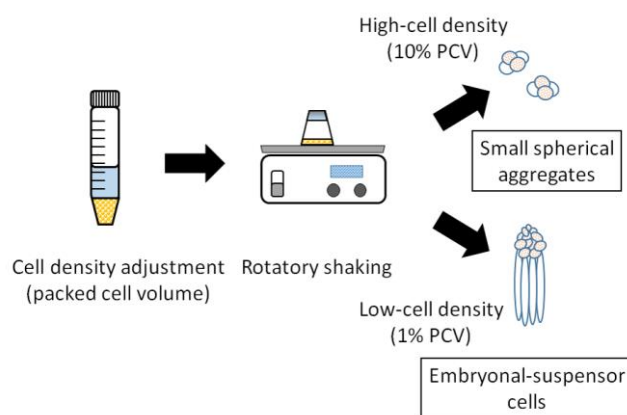 High-cell density
(10% PCV)
Small spherical
aggregates
Cell density adjustment
(packed cell volume)
Rotatory shaking
Low-cell density
(1% PCV)
Embryonal-suspensor
cells